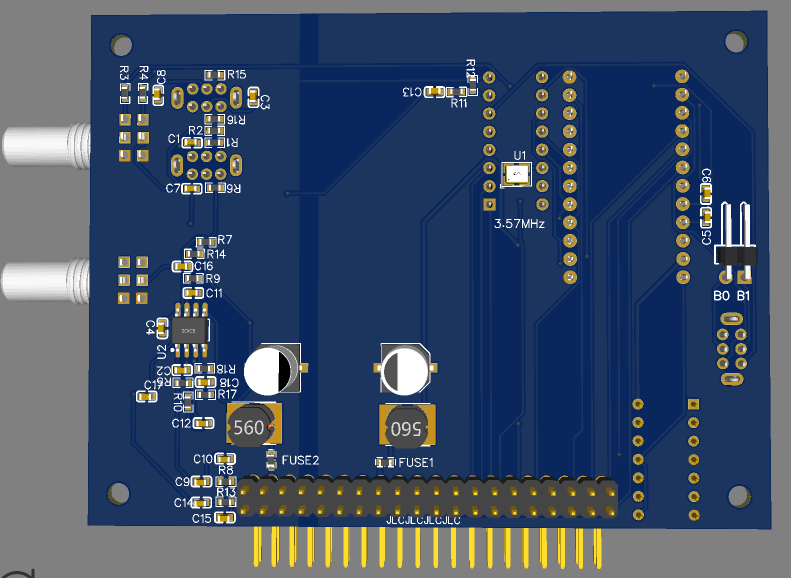 R3
R4
C8
R15
C3
R16
R2
C1
R1
C7
R6
R12
C13
R11
U1
3.57MHz
C6
C5
B0 B1
R7
R14
C16
R9
C11
C4
U2
C2
R18
C18
R17
R10
C12
560
560
FUSE2
FUSE1
C10
R8
C9
R13
C14
C15
JLCJLCJLCJLC